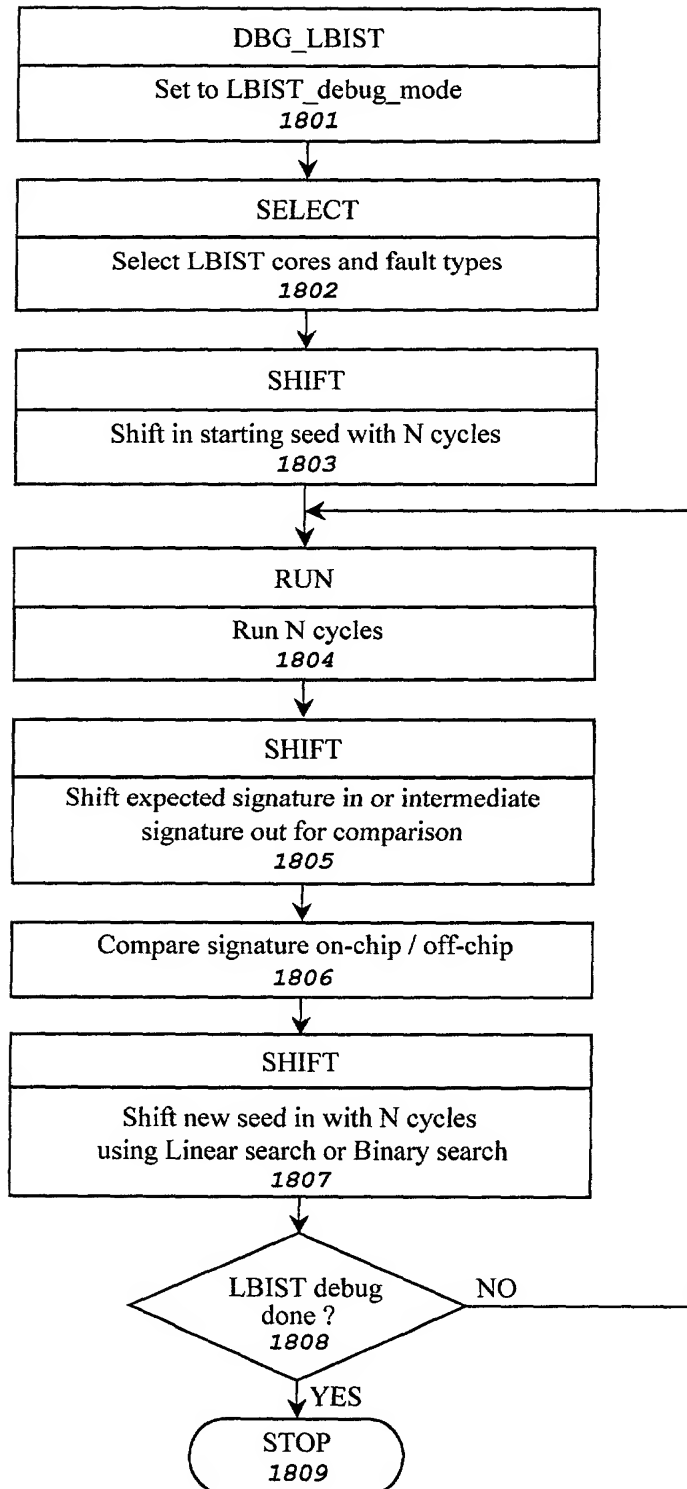 DBG_LBIST
Set to LBIST_debug_mode
1801
SELECT
Select LBIST cores and fault types
1802
SHIFT
Shift in starting seed with N cycles
1803
RUN
Run N cycles
1804
SHIFT
Shift expected signature in or intermediate
signature out for comparison
1805
Compare signature on-chip / off-chip
1806
SHIFT
Shift new seed in with N cycles
using Linear search or Binary search
1807
LBIST debug
done ?
1808
NO
YES
STOP
1809